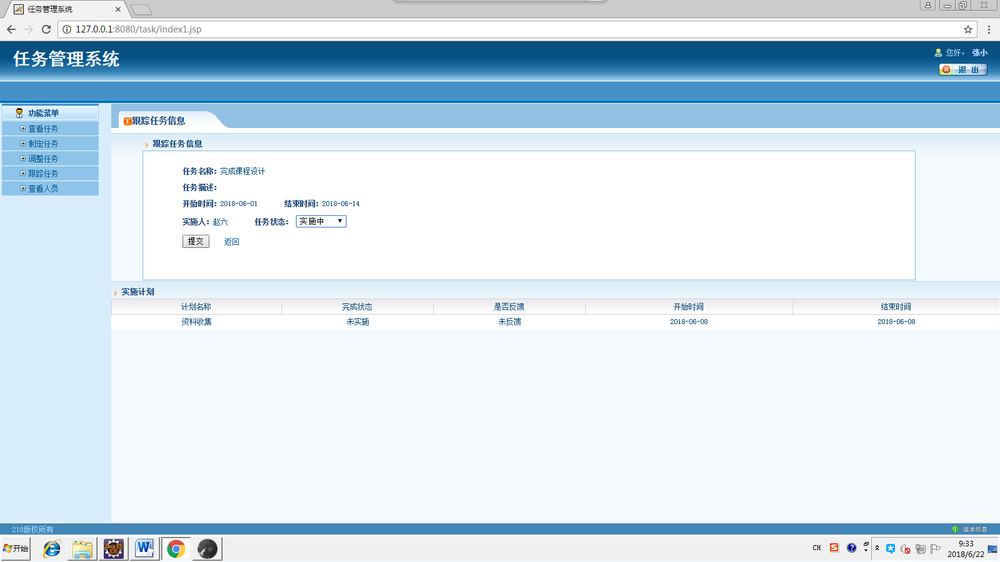 任务管理系统
127.0.0.1:8080/task/index1.jsp
任务管理系统
您好， 张小
退 出
功能菜单
查看任务
制定任务
调整任务
跟踪任务
查看人员
跟踪任务信息
跟踪任务信息
任务名称: 完成课程设计
任务描述:
开始时间: 2018-06-01 结束时间: 2018-06-14
实施人: 赵六 任务状态: 实施中
提交 返回
实施计划
计划名称 完成状态 是否反馈 开始时间 结束时间
资料收集 未实施 未反馈 2018-06-08 2018-06-08
218版权所有 版本信息
开始 Java EE IDE W CH S 9:33
2018/6/22